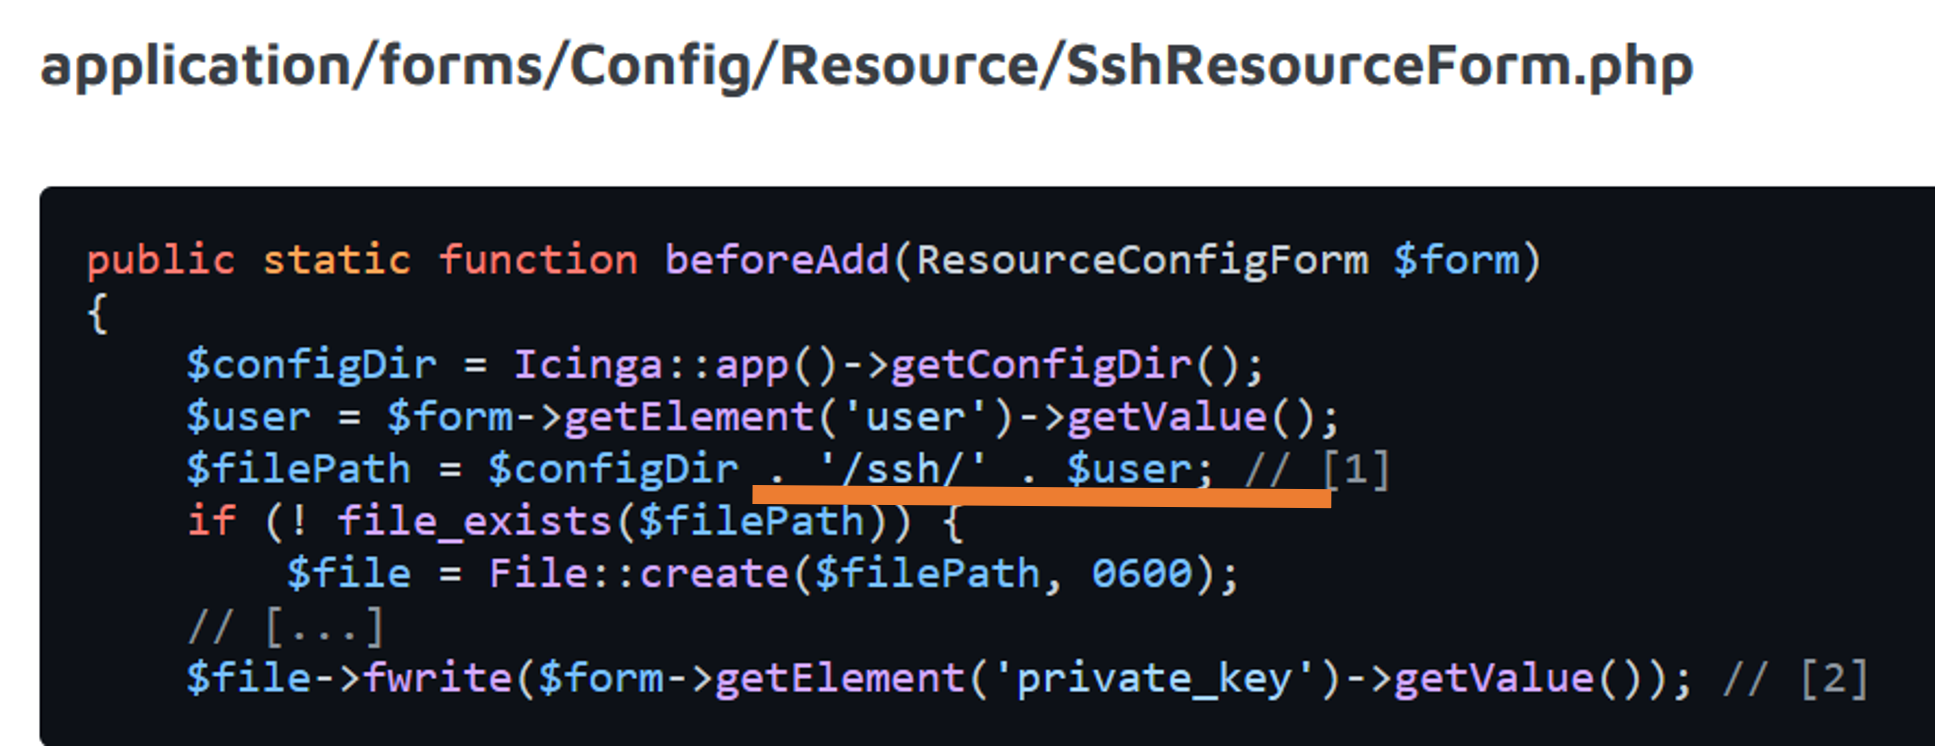 application/forms/Config/Resource/SshResourceForm.php
public static function beforeAdd(ResourceConfigForm $form)
{
    $configDir = Icinga::app()->getConfigDir();
    $user = $form->getElement('user')->getValue();
    $filePath = $configDir . '/ssh/' . $user; // [1]
    if (! file_exists($filePath)) {
        $file = File::create($filePath, 0600);
    // [...]
    $file->fwrite($form->getElement('private_key')->getValue()); // [2]